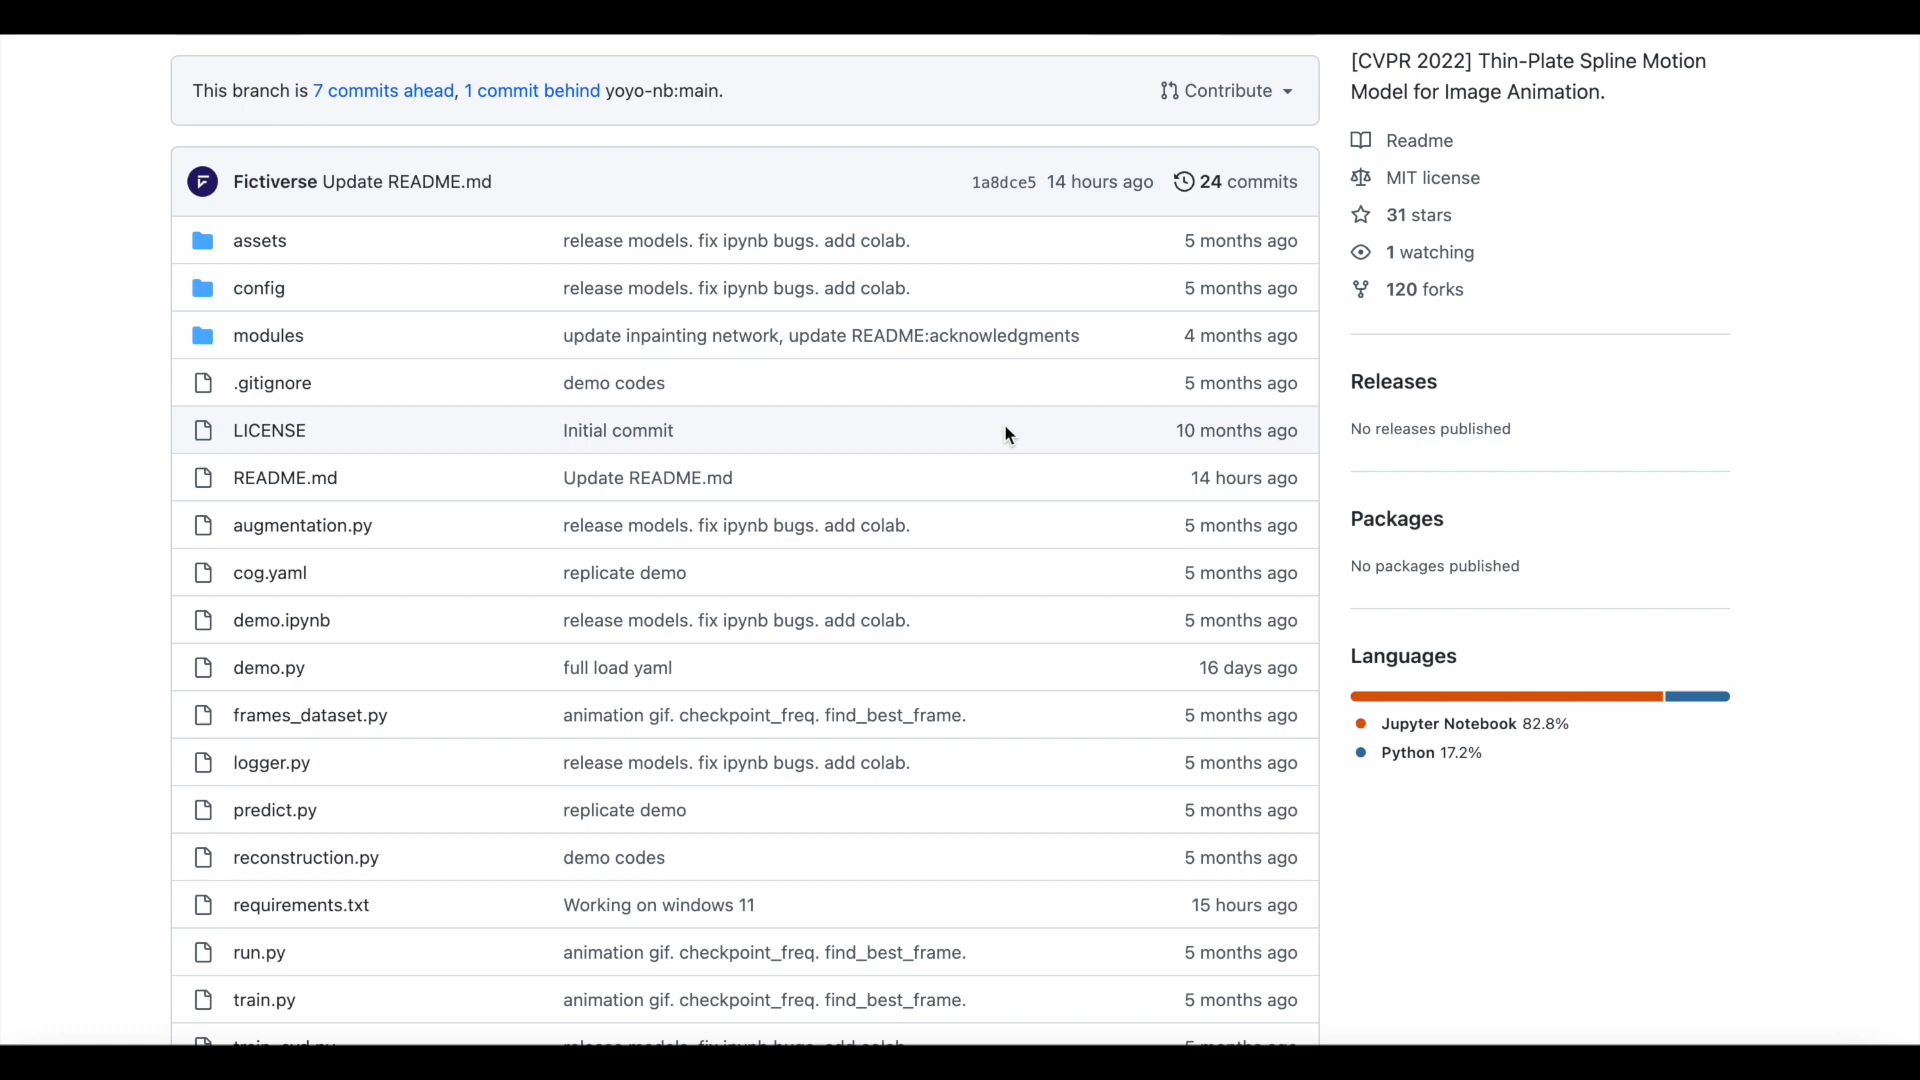 This branch is 7 commits ahead, 1 commit behind yoyo-nb:main.
Contribute
Fictiverse Update README.md 1a8dce5 14 hours ago 24 commits
assets release models. fix ipynb bugs. add colab. 5 months ago
config release models. fix ipynb bugs. add colab. 5 months ago
modules update inpainting network, update README:acknowledgments 4 months ago
.gitignore demo codes 5 months ago
LICENSE Initial commit 10 months ago
README.md Update README.md 14 hours ago
augmentation.py release models. fix ipynb bugs. add colab. 5 months ago
cog.yaml replicate demo 5 months ago
demo.ipynb release models. fix ipynb bugs. add colab. 5 months ago
demo.py full load yaml 16 days ago
frames_dataset.py animation gif. checkpoint_freq. find_best_frame. 5 months ago
logger.py release models. fix ipynb bugs. add colab. 5 months ago
predict.py replicate demo 5 months ago
reconstruction.py demo codes 5 months ago
requirements.txt Working on windows 11 15 hours ago
run.py animation gif. checkpoint_freq. find_best_frame. 5 months ago
train.py animation gif. checkpoint_freq. find_best_frame. 5 months ago
[CVPR 2022] Thin-Plate Spline Motion
Model for Image Animation.
Readme
MIT license
31 stars
1 watching
120 forks
Releases
No releases published
Packages
No packages published
Languages
Jupyter Notebook 82.8%
Python 17.2%